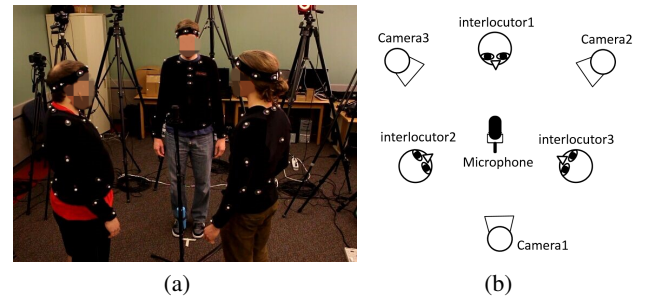 interlocutor1
Camera3
Camera2
interlocutor2
interlocutor3
Microphone
Camera1
(a)
(b)